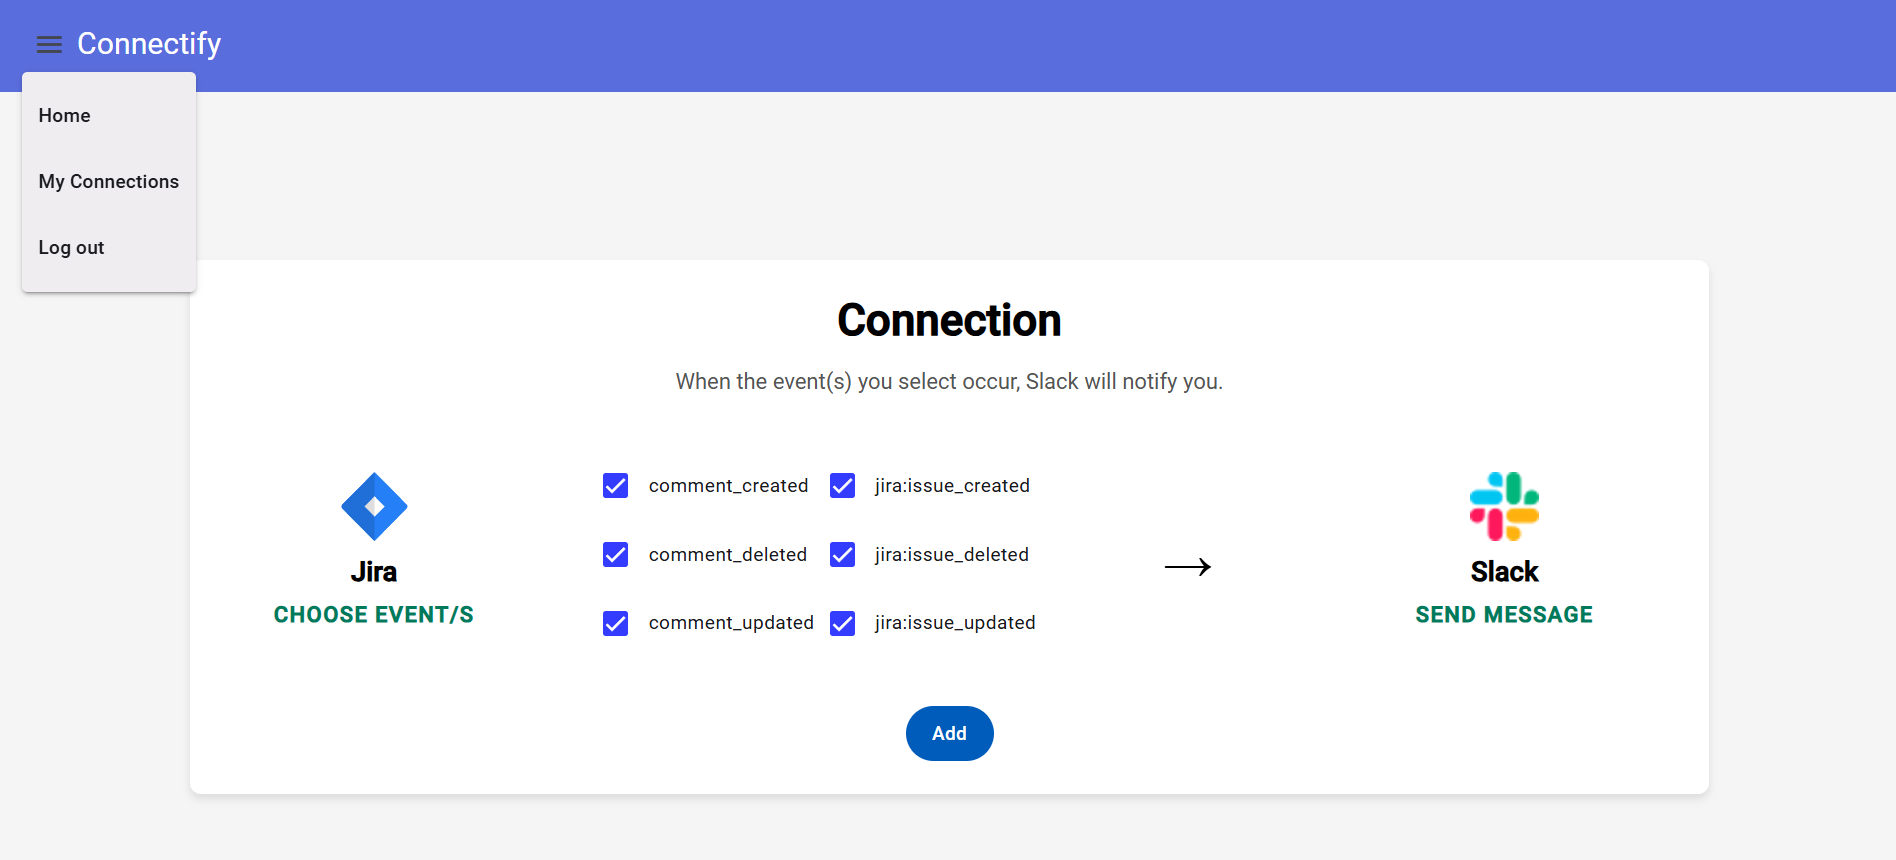 Connectify
Home
My Connections
Log out
Connection
When the event(s) you select occur, Slack will notify you.
Jira
CHOOSE EVENT/S
comment_created
jira:issue_created
comment_deleted
jira:issue_deleted
comment_updated
jira:issue_updated
→
Slack
SEND MESSAGE
Add